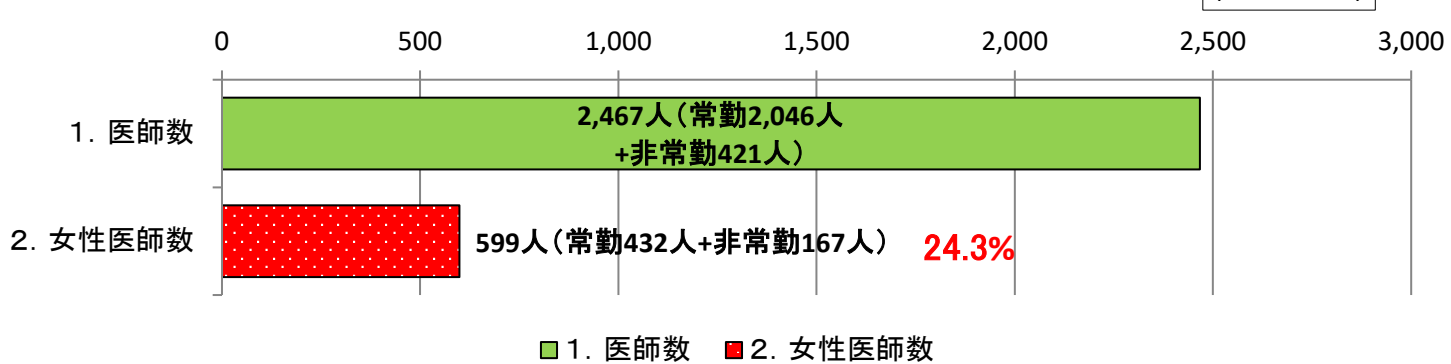 0 500 1,000 1,500 2,000 2,500 3,000
1．医師数
2,467人（常勤2,046人
+非常勤421人）
2．女性医師数
599人（常勤432人+非常勤167人） 24.3%
1．医師数 2．女性医師数